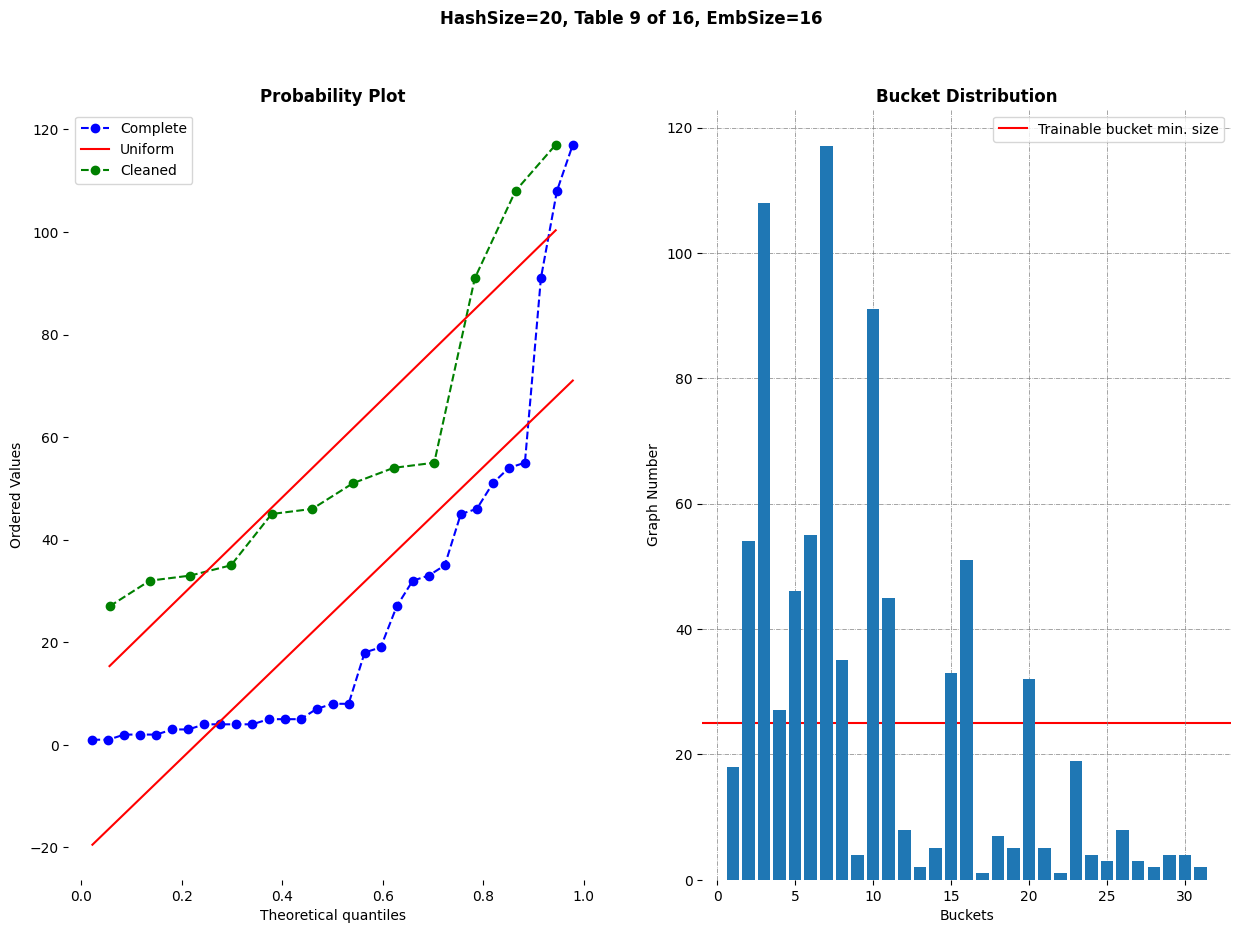 HashSize=20, Table 9 of 16, EmbSize=16
Probability Plot
Complete
Uniform
Cleaned
120
100
80
60
40
20
0
−20
Ordered Values
0.0 0.2 0.4 0.6 0.8 1.0
Theoretical quantiles
Bucket Distribution
Trainable bucket min. size
120
100
80
60
40
20
0
Graph Number
0 5 10 15 20 25 30
Buckets